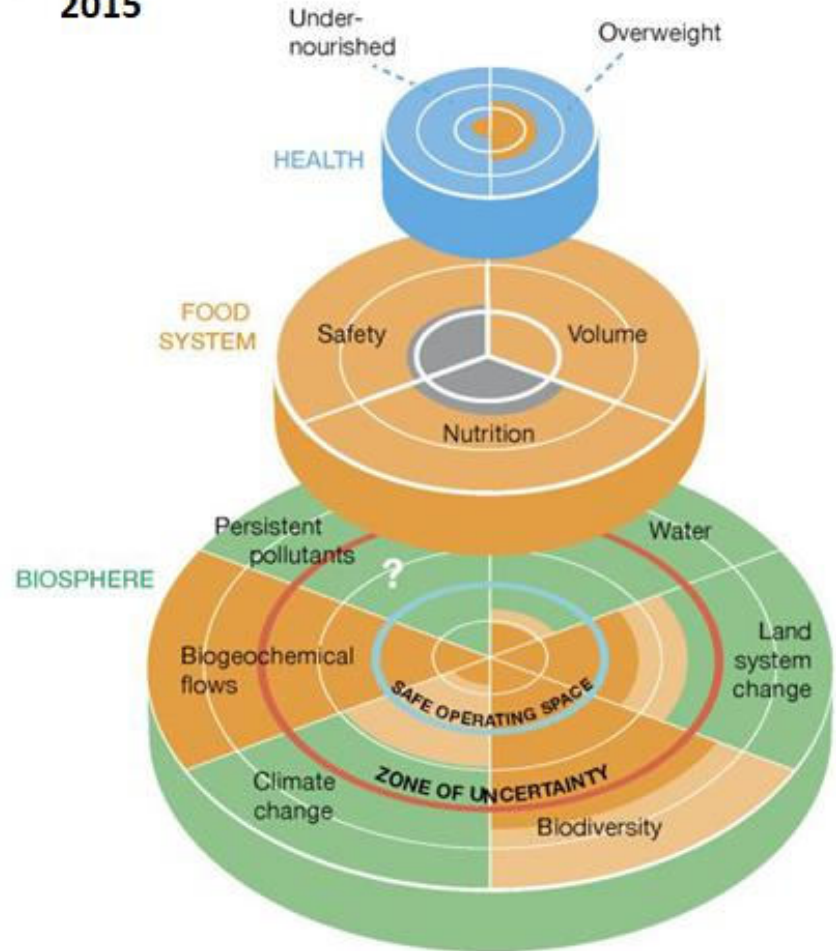 2015
Under-
nourished
Overweight
HEALTH
FOOD
SYSTEM
Safety
Volume
Nutrition
BIOSPHERE
Persistent
pollutants
?
Water
Biogeochemical
flows
Land
system
change
SAFE OPERATING SPACE
ZONE OF UNCERTAINTY
Climate
change
Biodiversity